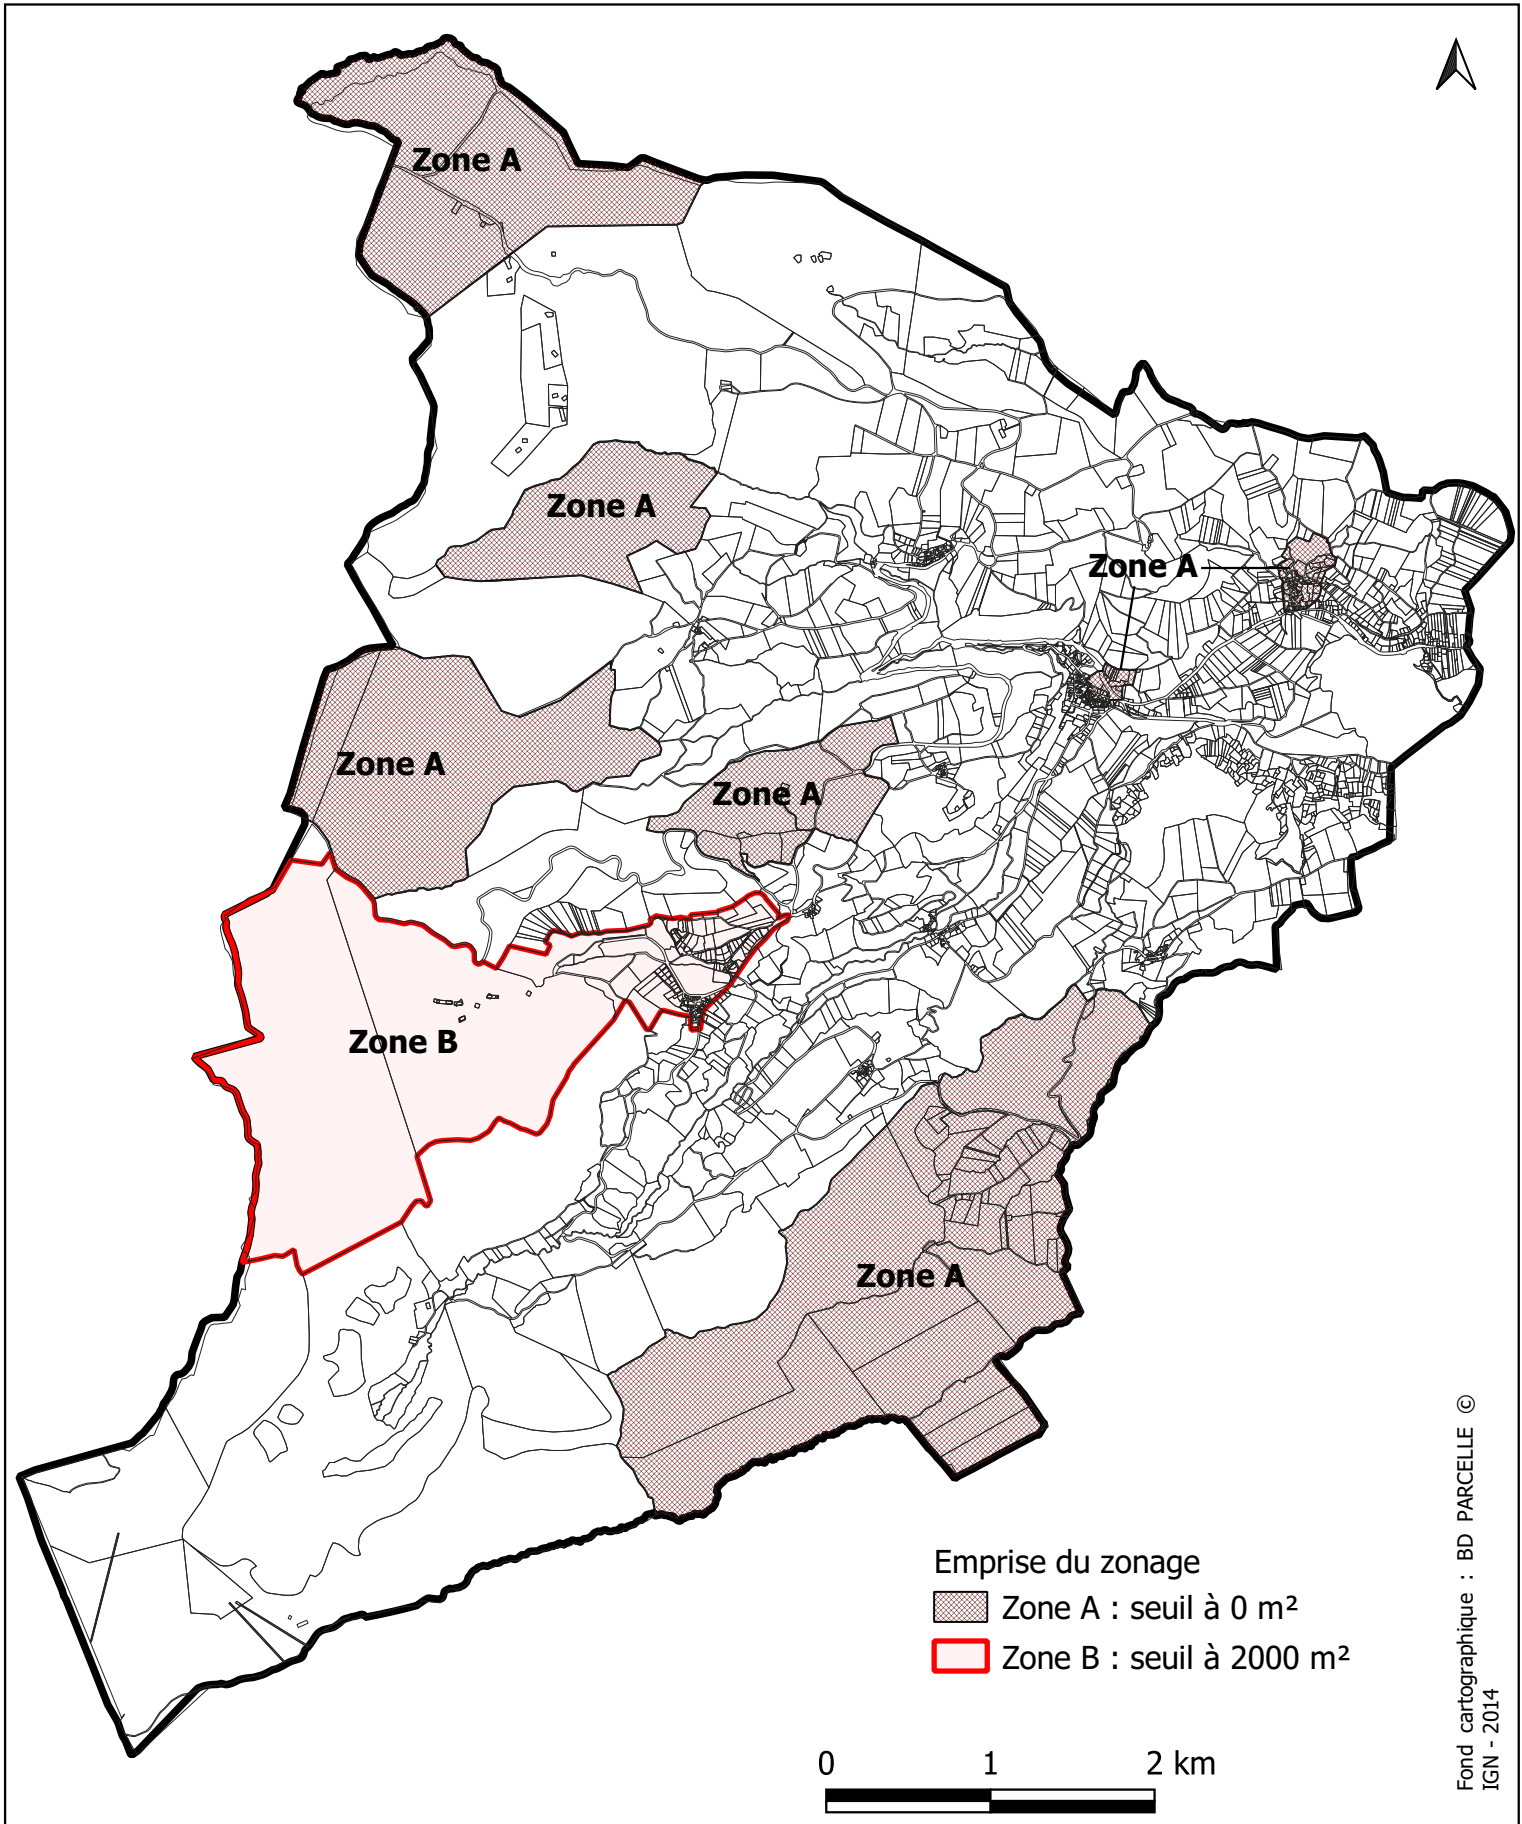 Zone A
Zone A
Zone A
Zone A
Zone A
Zone B
Zone A
Emprise du zonage
Zone A : seuil à 0 m²
Zone B : seuil à 2000 m²
0 1 2 km
Fond cartographique : BD PARCELLE ©
IGN - 2014